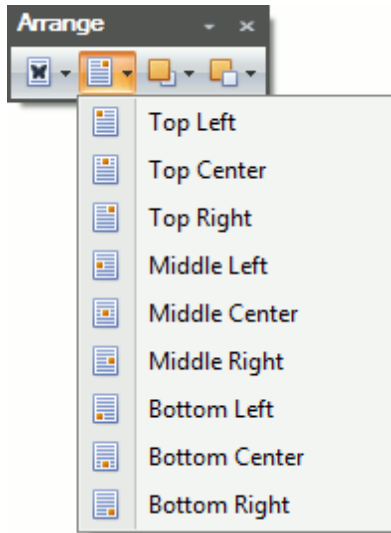 Arrange
Top Left
Top Center
Top Right
Middle Left
Middle Center
Middle Right
Bottom Left
Bottom Center
Bottom Right